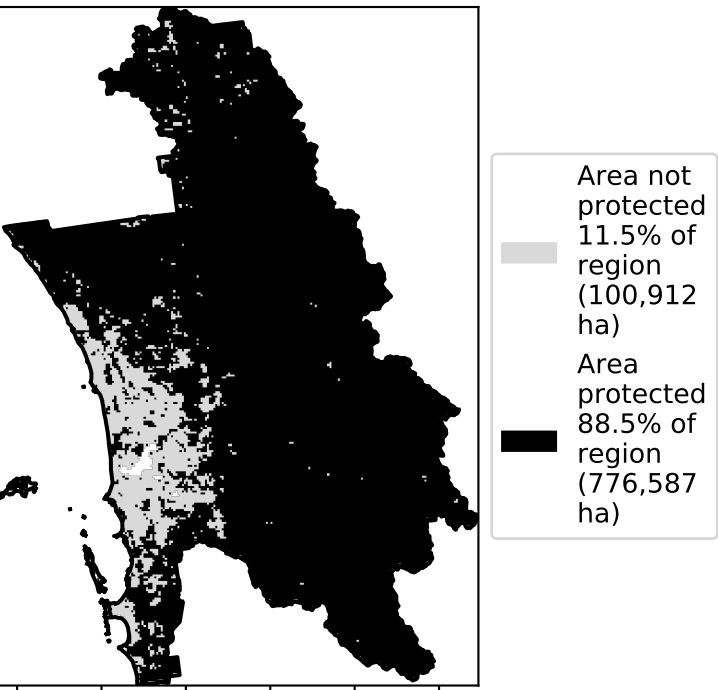 Area not
protected
11.5% of
region
(100,912
ha)
Area
protected
88.5% of
region
(776,587
ha)